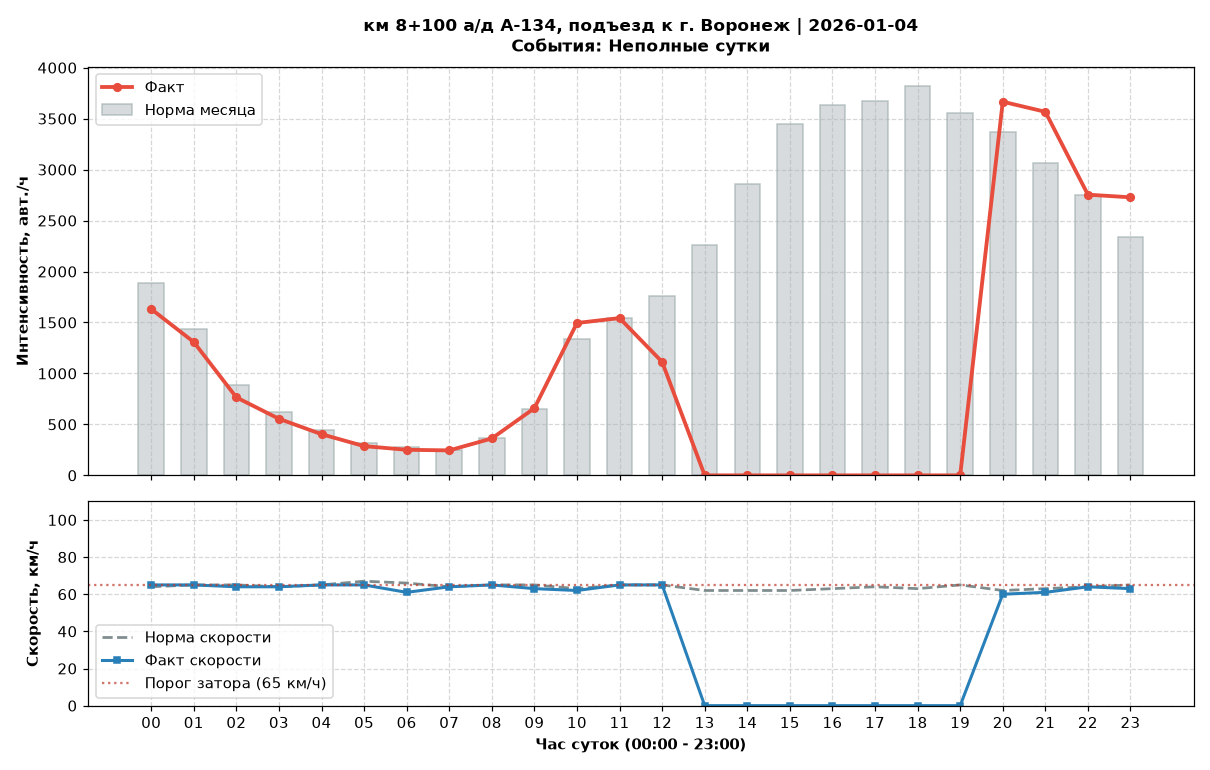 км 8+100 а/д А-134, подъезд к г. Воронеж | 2026-01-04
События: Неполные сутки
Интенсивность, авт./ч
4000
3500
3000
2500
2000
1500
1000
500
0
Факт
Норма месяца
Скорость, км/ч
100
80
60
40
20
0
Норма скорости
Факт скорости
Порог затора (65 км/ч)
00 01 02 03 04 05 06 07 08 09 10 11 12 13 14 15 16 17 18 19 20 21 22 23
Час суток (00:00 - 23:00)